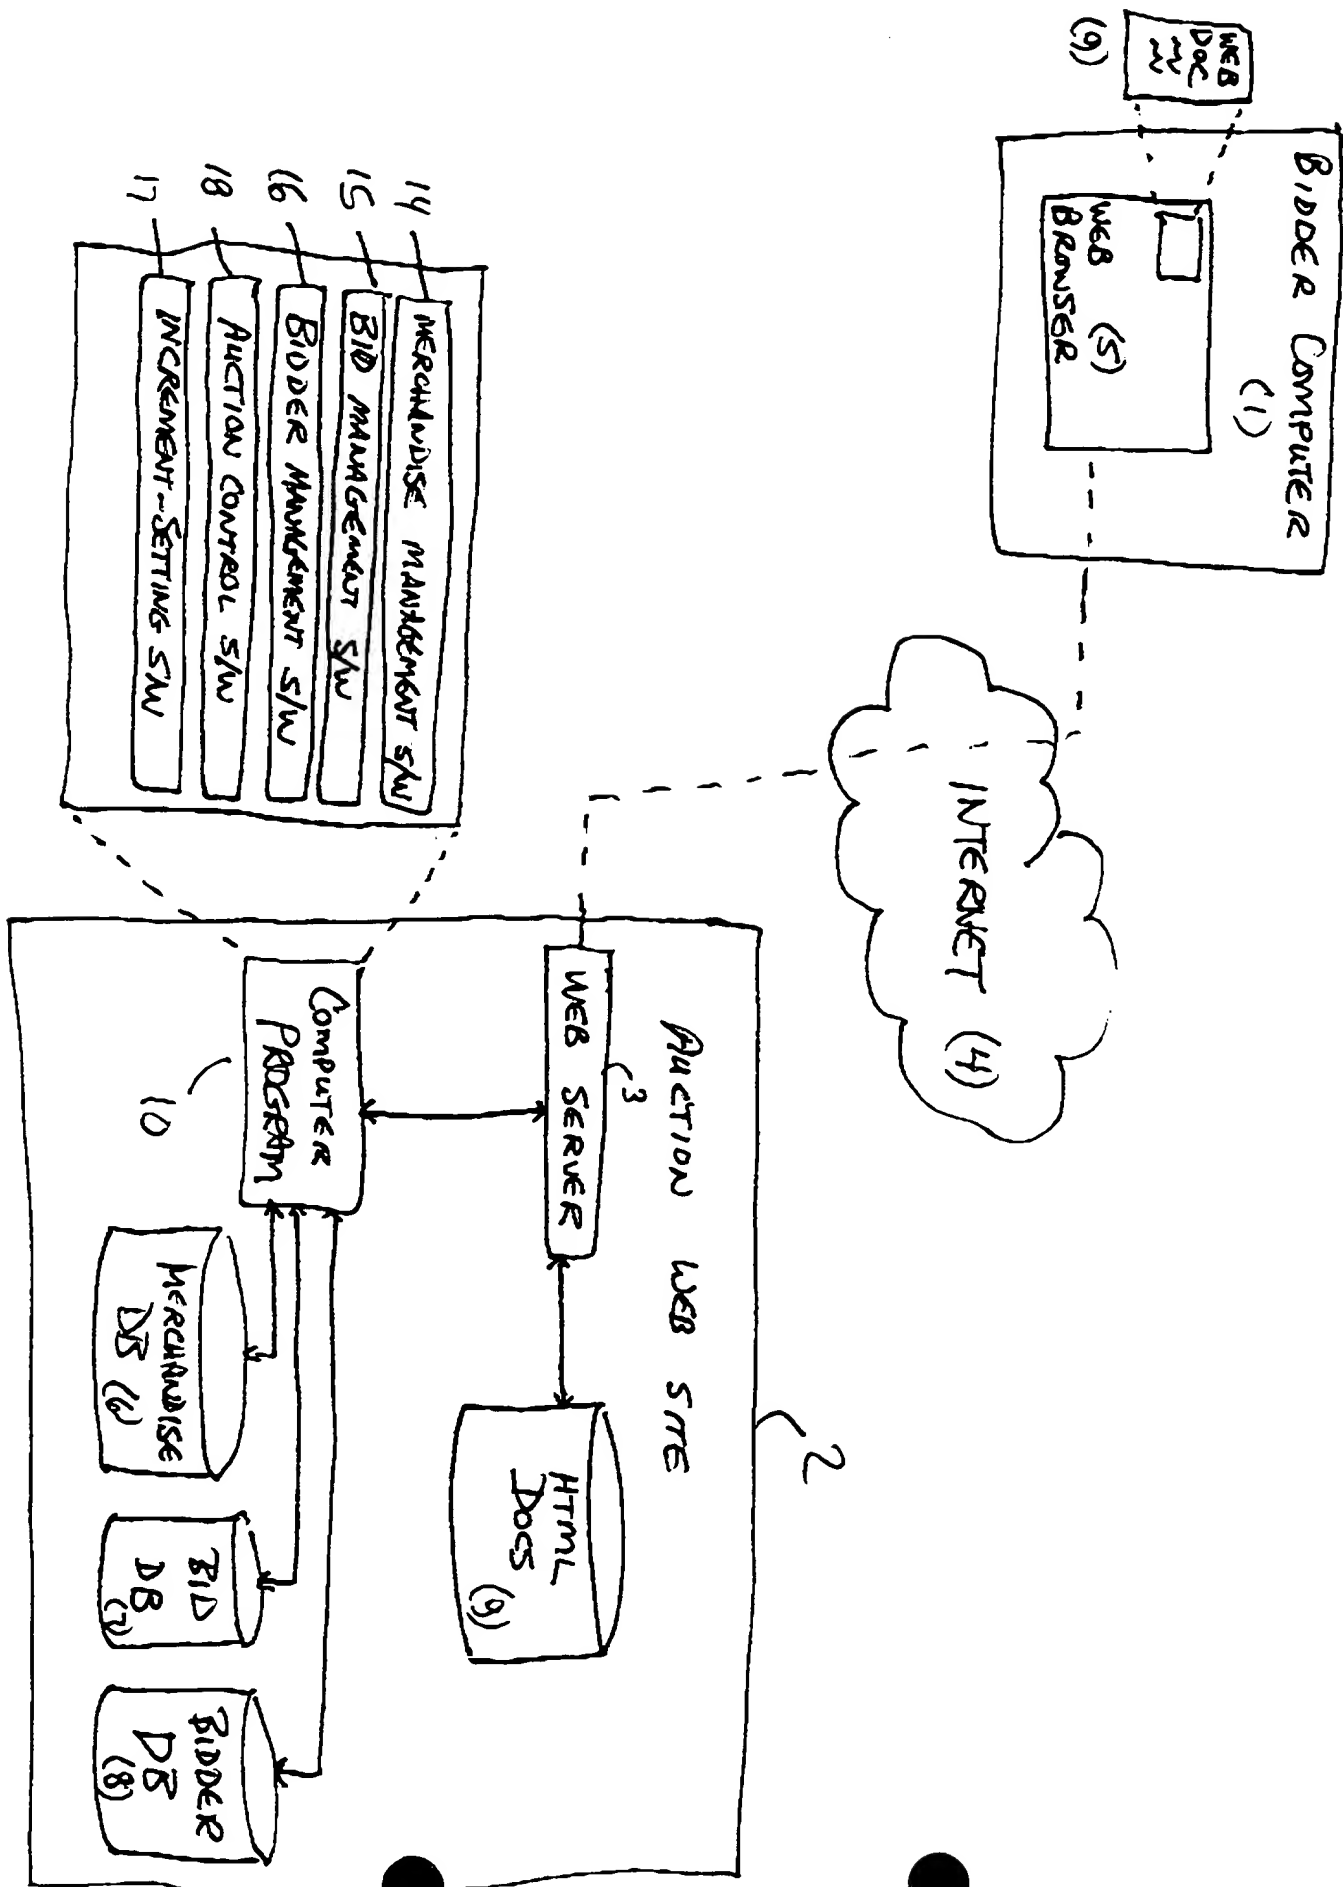 WEB
DOC
(9)
BIDDER COMPUTER
(1)
WEB (5)
BROWSER
INTERNET (4)
2
AUCTION WEB SITE
3
WEB SERVER
HTML
DOCS
(9)
COMPUTER
PROGRAM
10
MERCHANDISE
DB (6)
BID
DB
(7)
BIDDER
DB
(8)
14
MERCHANDISE MANAGEMENT S/W
15
BID MANAGEMENT S/W
16
BIDDER MANAGEMENT S/W
18
AUCTION CONTROL S/W
17
INCREMENT-SETTING S/W